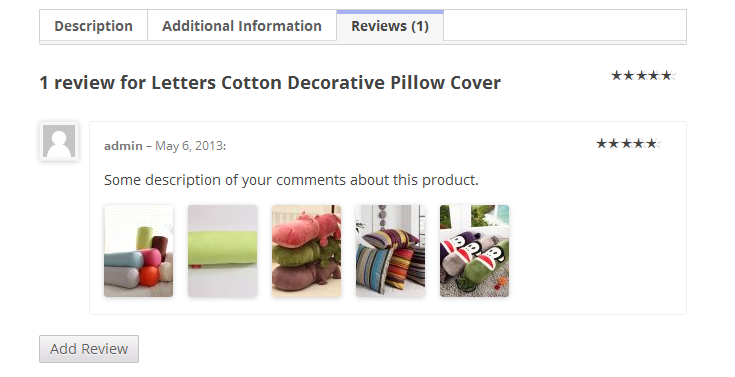 Description Additional Information Reviews (1)
1 review for Letters Cotton Decorative Pillow Cover
admin – May 6, 2013:
Some description of your comments about this product.
Add Review